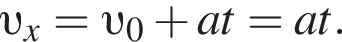 υₓ = υ₀ + at = at.